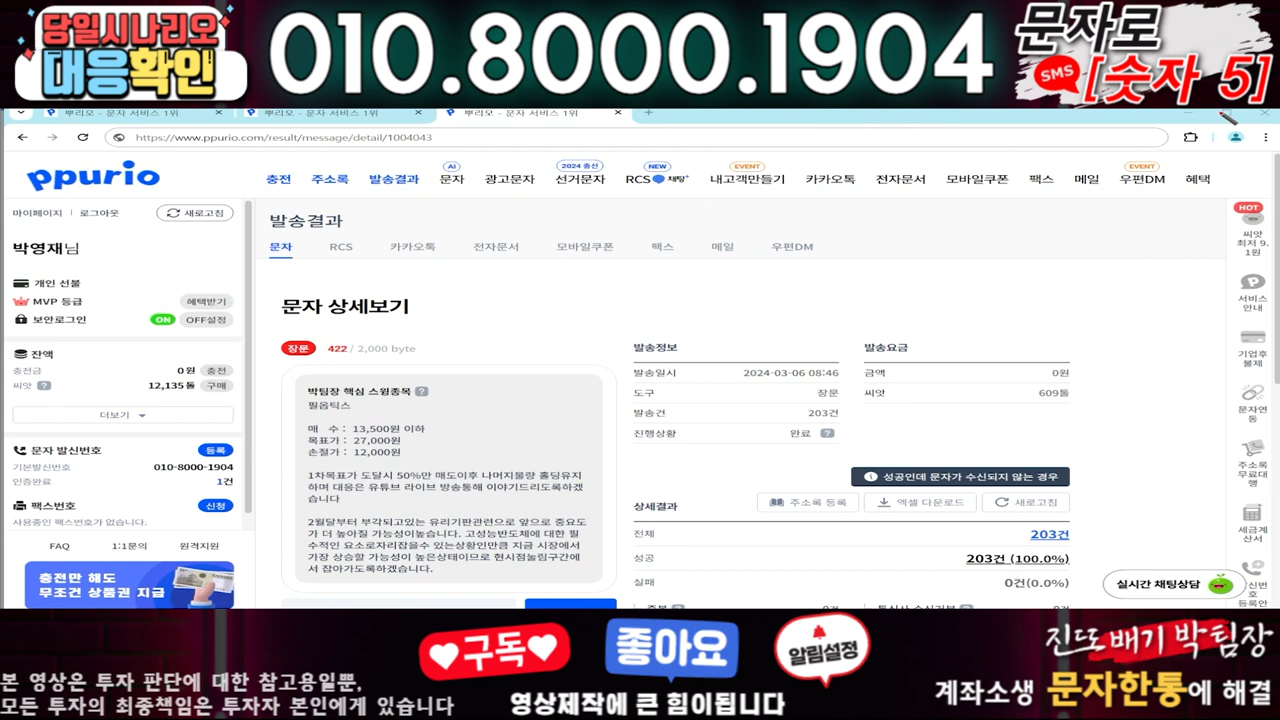 당일시나리오
대응확인
010.8000.1904
문자로
SMS
[숫자 5]
뿌리오 - 문자 서비스 1위
뿌리오 - 문자 서비스 1위
뿌리오 - 문자 서비스 1위
https://www.ppurio.com/result/message/detail/1004043
ppurio
충전
주소록
발송결과
AI
문자
광고문자
2024 총선
선거문자
NEW
RCS 채팅+
EVENT
내고객만들기
카카오톡
전자문서
모바일쿠폰
팩스
메일
EVENT
우편DM
혜택
마이페이지 | 로그아웃
새로고침
박영재님
개인 선불
MVP 등급
혜택받기
보안로그인
ON OFF설정
잔액
충전금 0원 충전
씨앗 ? 12,135톨 구매
더보기
문자 발신번호 등록
기본발신번호 010-8000-1904
인증완료 1건
팩스번호 신청
사용중인 팩스번호가 없습니다.
FAQ 1:1문의 원격지원
충전만 해도
무조건 상품권 지급
발송결과
문자 RCS 카카오톡 전자문서 모바일쿠폰 팩스 메일 우편DM
문자 상세보기
장문 422 / 2,000 byte
박팀장 핵심 스윙종목 ?
필옵틱스
매 수 : 13,500원 이하
목표가 : 27,000원
손절가 : 12,000원
1차목표가 도달시 50%만 매도이후 나머지물량 홀딩유지
하며 대응은 유튜브 라이브 방송통해 이야기드리도록하겠
습니다
2월달부터 부각되고있는 유리기판관련으로 앞으로 중요도
가 더 높아질 가능성이높습니다. 고성능반도체에 대한 필
수적인 요소로자리잡을수 있는상황인만큼 지금 시장에서
가장 상승할 가능성이 높은상태이므로 현시점눌림구간에
서 잡아가도록하겠습니다.
발송정보
발송일시 2024-03-06 08:46
도구 장문
발송건 203건
진행상황 완료 ?
발송요금
금액 0원
씨앗 609톨
성공인데 문자가 수신되지 않는 경우
상세결과
주소록 등록
엑셀 다운로드
새로고침
전체 203건
성공 203건 (100.0%)
실패 0건(0.0%)
HOT
씨앗
최저 9.
1원
서비스
안내
기업후
불제
문자연
동
주소록
무료대
행
세금계
산서
발신번
호
등록안
실시간 채팅상담
구독
좋아요
알림설정
영상제작에 큰 힘이됩니다
본 영상은 투자 판단에 대한 참고용일뿐,
모든 투자의 최종책임은 투자자 본인에게 있습니다
진또배기 박팀장
계좌소생 문자한통에 해결